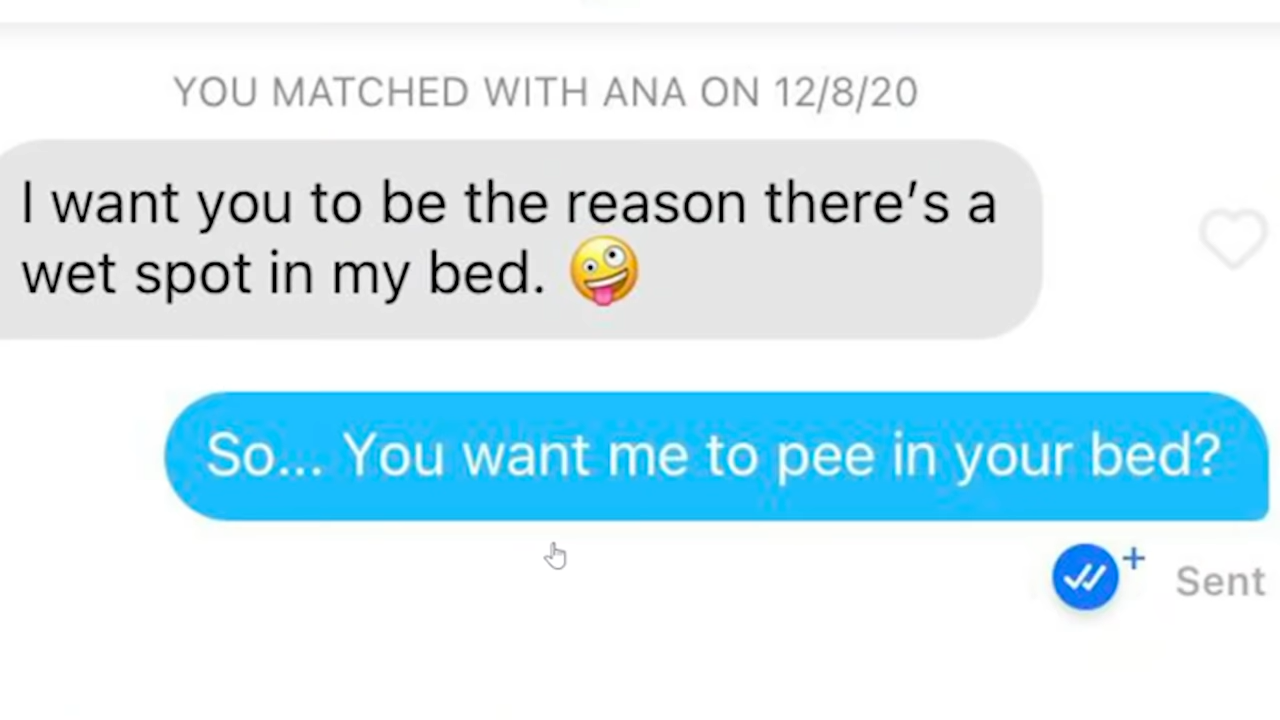 YOU MATCHED WITH ANA ON 12/8/20
I want you to be the reason there's a
wet spot in my bed. 🤪
So... You want me to pee in your bed?
Sent